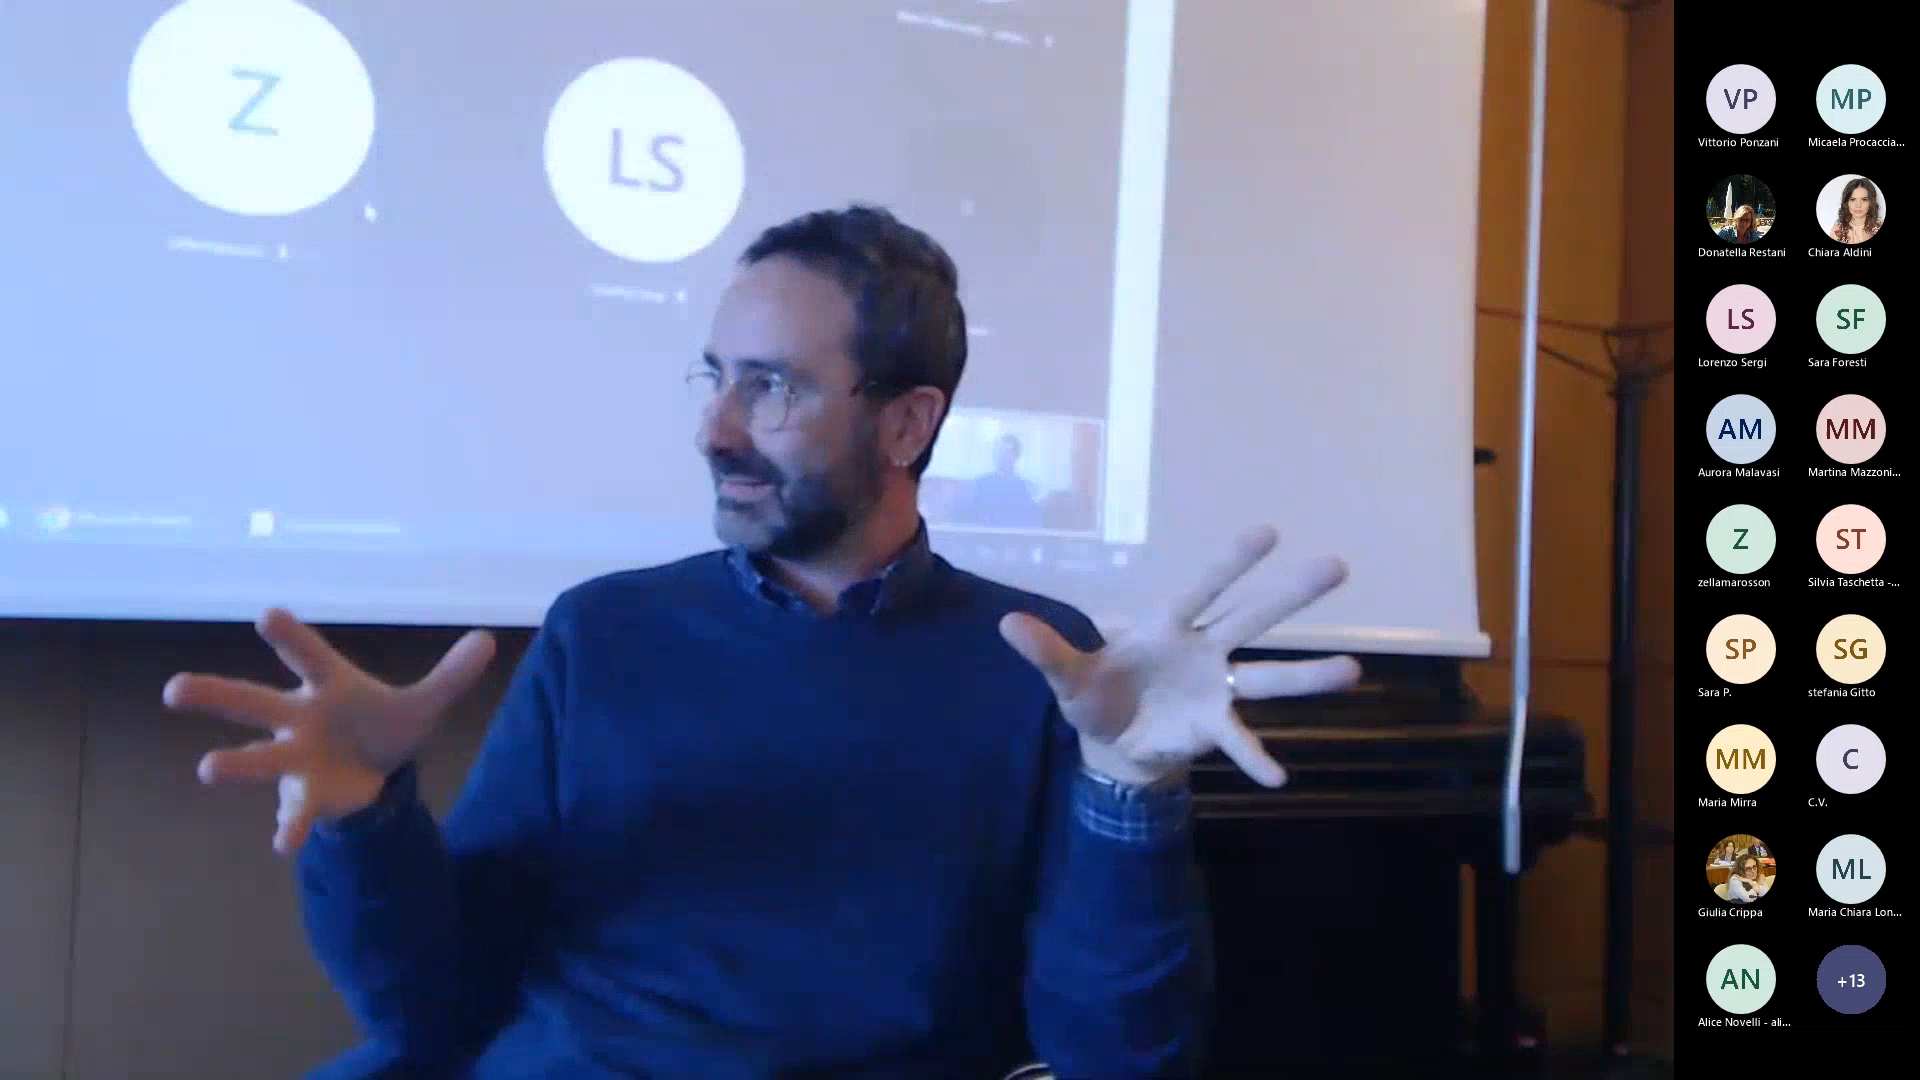 Z
LS
VP
MP
Vittorio Ponzani
Micaela Procaccia...
Donatella Restani
Chiara Aldini
LS
SF
Lorenzo Sergi
Sara Foresti
AM
MM
Aurora Malavasi
Martina Mazzoni...
Z
ST
zellamarosson
Silvia Taschetta -...
SP
SG
Sara P.
stefania Gitto
MM
C
Maria Mirra
C.V.
ML
Giulia Crippa
Maria Chiara Lon...
AN
+13
Alice Novelli - ali...